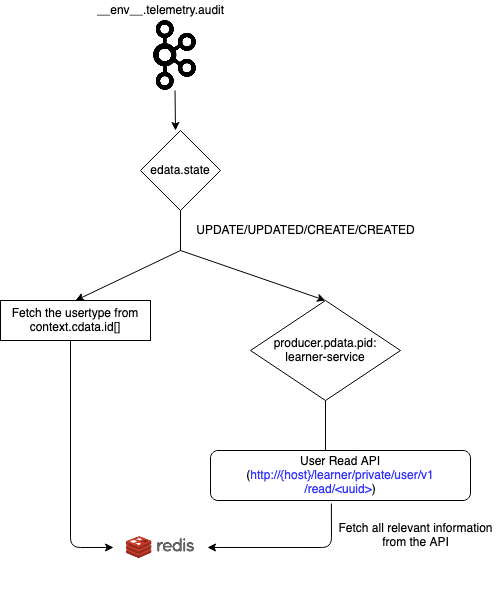 __env__.telemetry.audit
edata.state
UPDATE/UPDATED/CREATE/CREATED
Fetch the usertype from
context.cdata.id[]
producer.pdata.pid:
learner-service
User Read API
(http://{host}/learner/private/user/v1
/read/<uuid>)
Fetch all relevant information
from the API
redis